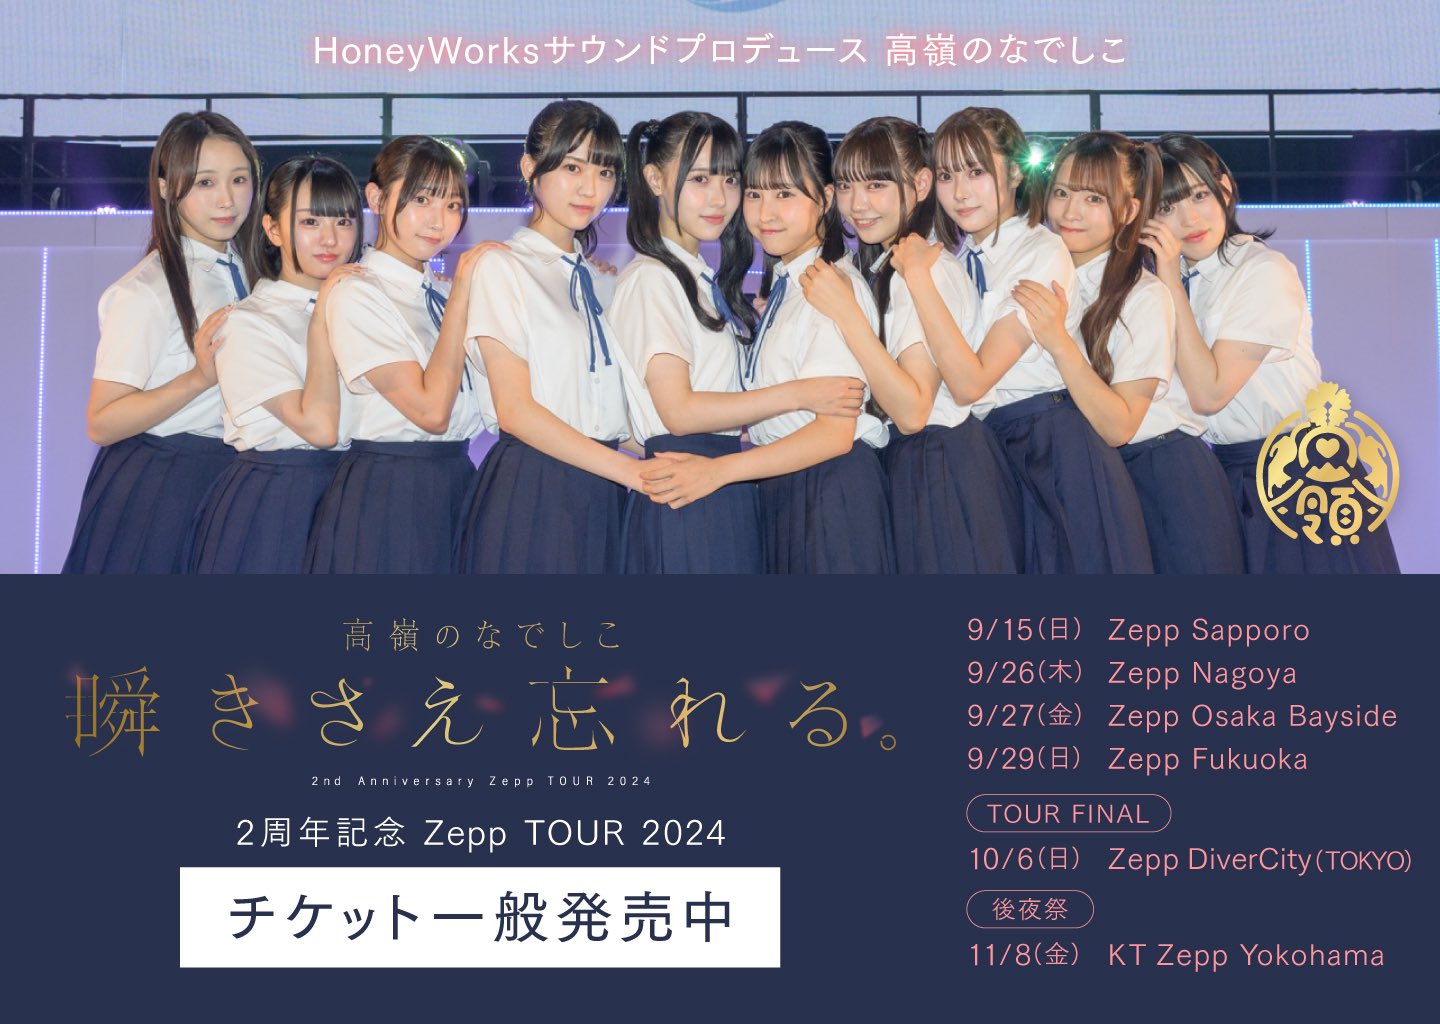 HoneyWorksサウンドプロデュース 高嶺のなでしこ
嶺
高嶺のなでしこ
瞬きさえ忘れる。
2nd Anniversary Zepp TOUR 2024
2周年記念 Zepp TOUR 2024
チケット一般発売中
9/15(日) Zepp Sapporo
9/26(木) Zepp Nagoya
9/27(金) Zepp Osaka Bayside
9/29(日) Zepp Fukuoka
TOUR FINAL
10/6(日) Zepp DiverCity(TOKYO)
後夜祭
11/8(金) KT Zepp Yokohama